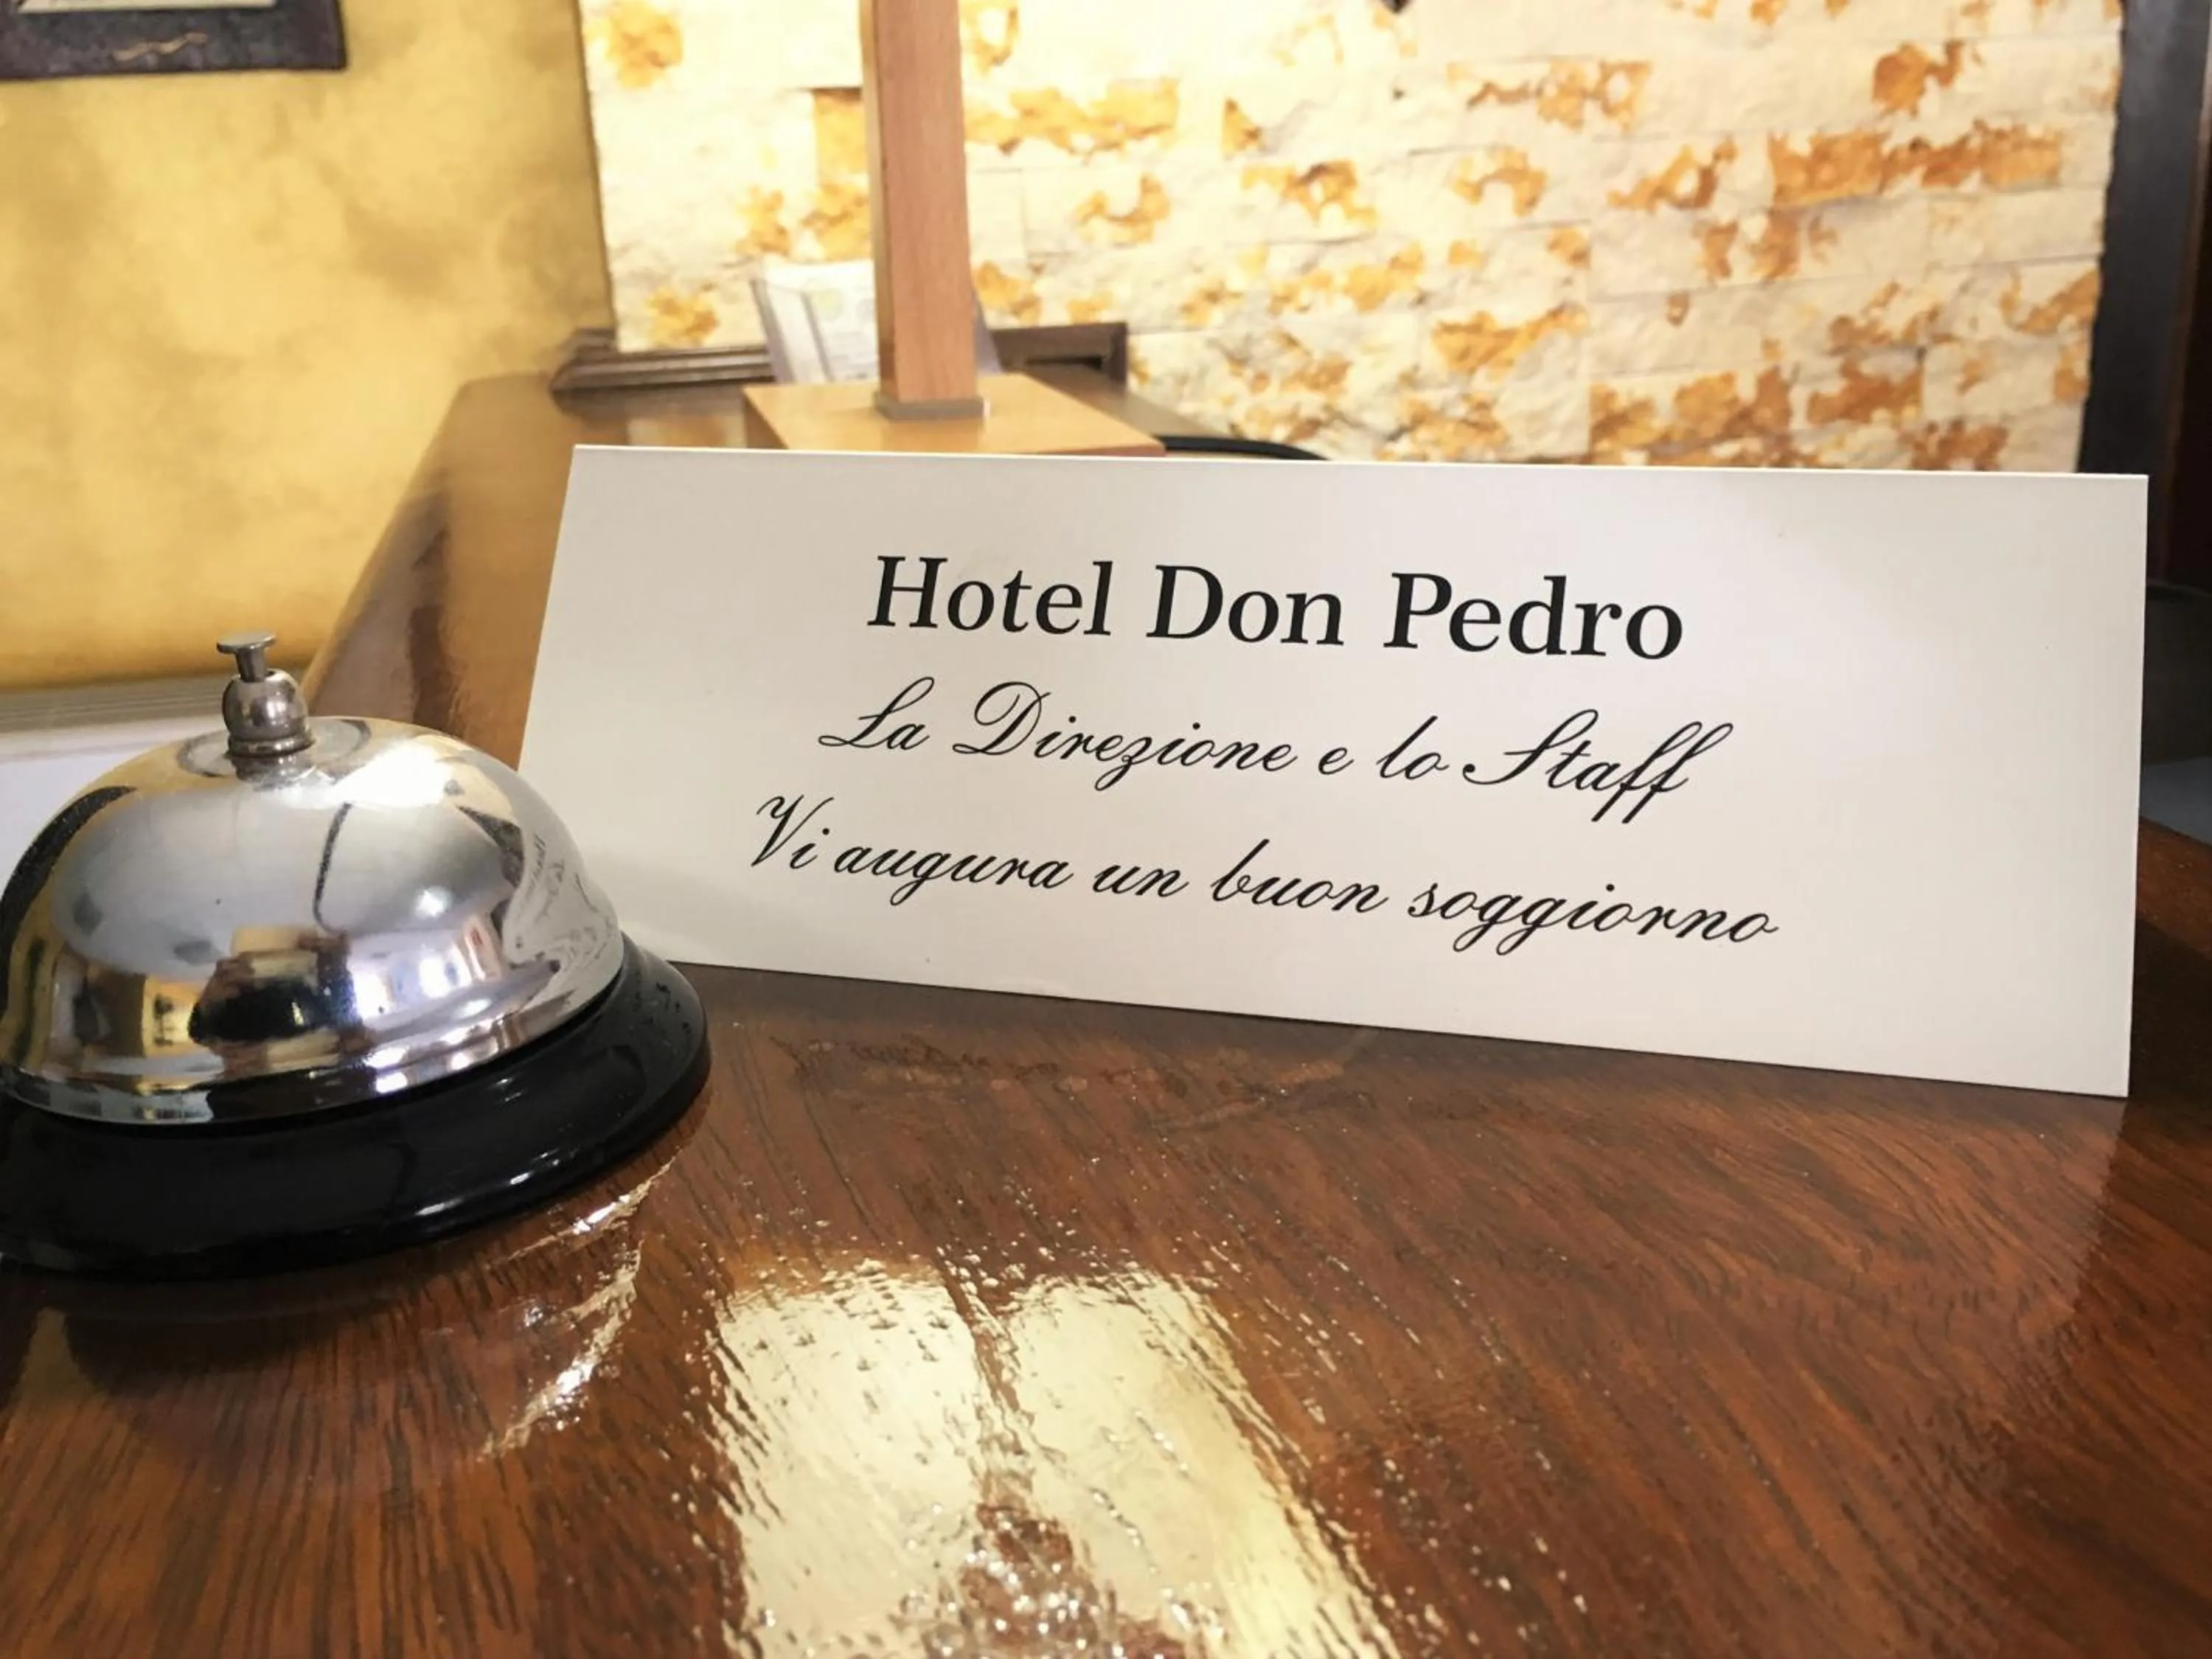 Hotel Don Pedro
La Direzione e lo Staff
Vi augura un buon soggiorno